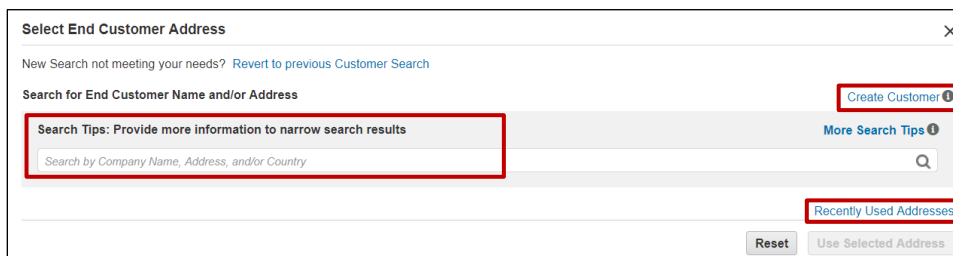 Select End Customer Address
New Search not meeting your needs? Revert to previous Customer Search
Search for End Customer Name and/or Address
Create Customer
Search Tips: Provide more information to narrow search results
More Search Tips
Search by Company Name, Address, and/or Country
Recently Used Addresses
Reset
Use Selected Address